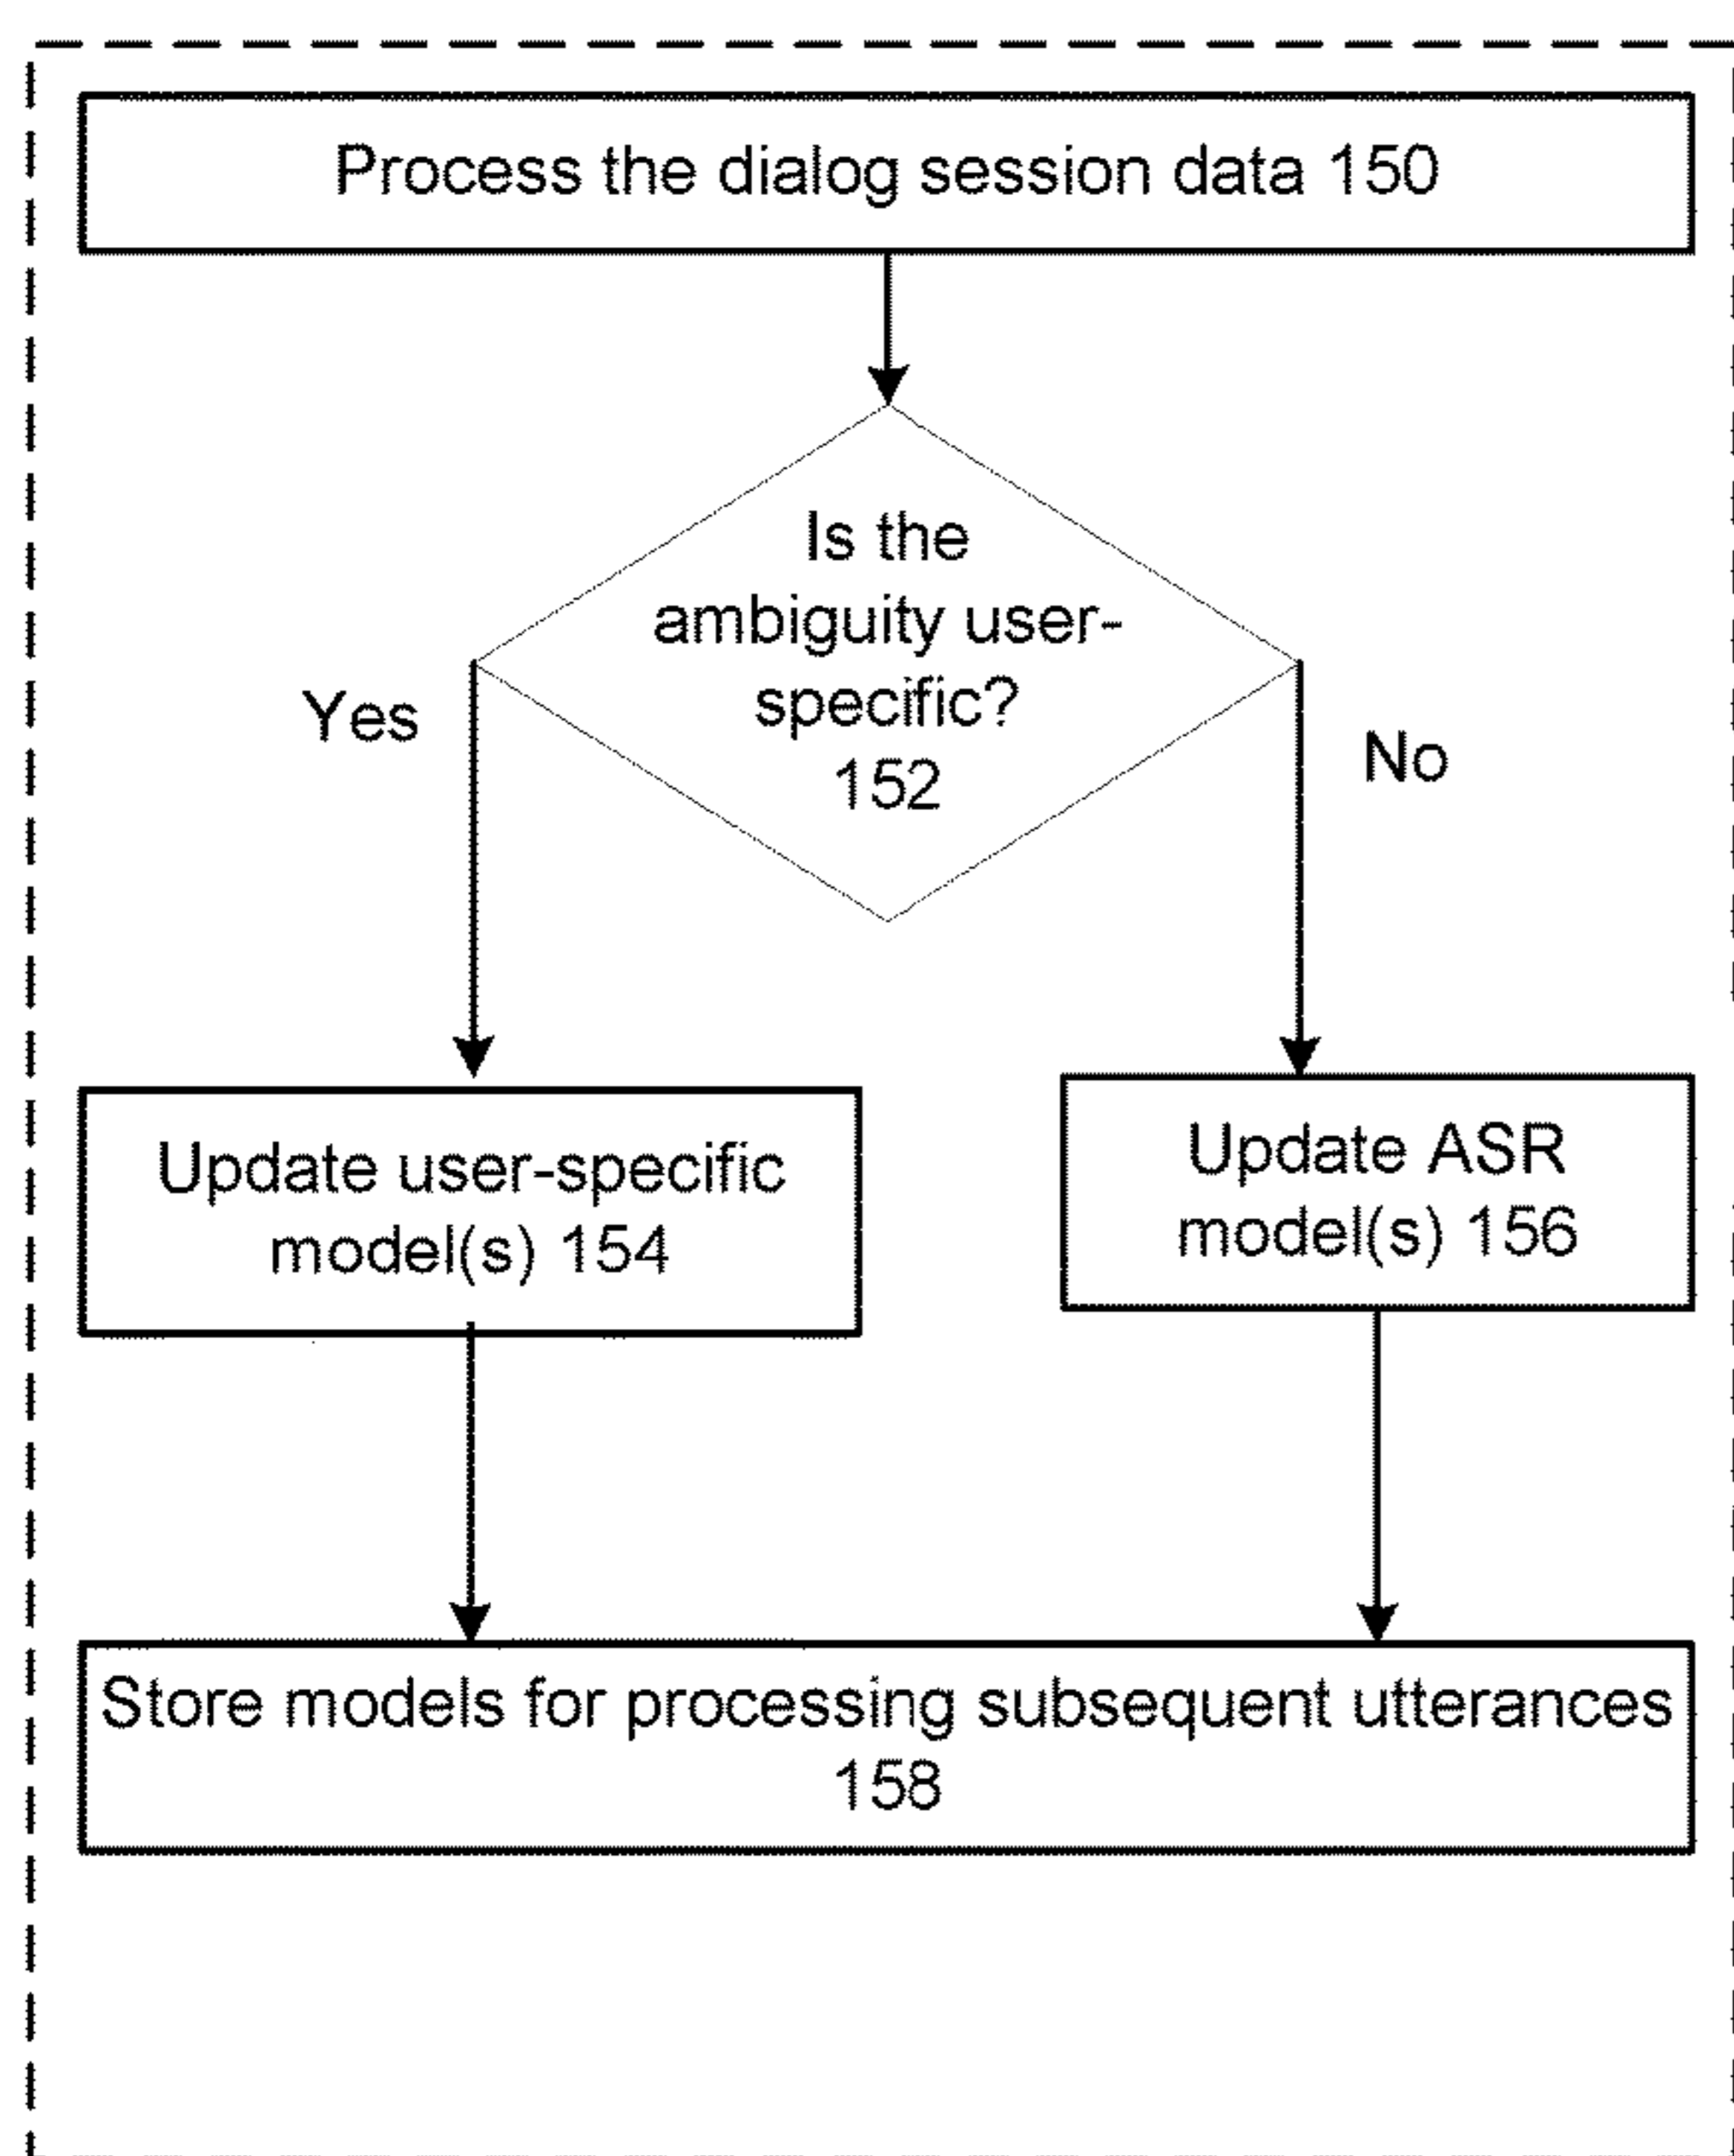 Process the dialog session data 150
Is the
ambiguity user-
specific?
152
Yes
No
Update user-specific
model(s) 154
Update ASR
model(s) 156
Store models for processing subsequent utterances
158